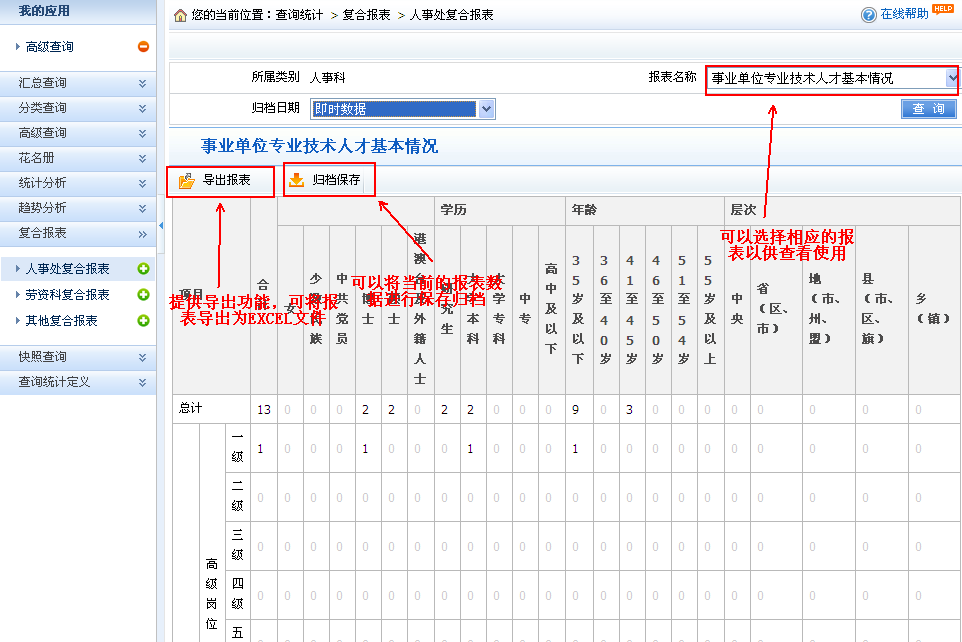 我的应用
您的当前位置：查询统计 > 复合报表 > 人事处复合报表
在线帮助 HELP
高级查询
汇总查询
分类查询
高级查询
花名册
统计分析
趋势分析
复合报表
人事处复合报表
劳资科复合报表
其他复合报表
快照查询
查询统计定义
所属类别 人事科
报表名称 事业单位专业技术人才基本情况
归档日期 即时数据
查 询
事业单位专业技术人才基本情况
导出报表 归档保存
提供导出功能，可将报
表导出为EXCEL文件
可以将当前的报表数
据进行保存归档
可以选择相应的报
表以供查看使用
学历 年龄 层次
中共党员
港澳台及外籍人士
大学本科
大学专科
中专
高中及以下
35岁及以下
36至40岁
41至45岁
46至50岁
51至54岁
55岁及以上
中央
省（区、市）
地（市、州、盟）
县（市、区、旗）
乡（镇）
总计 13 0 0 0 2 2 0 2 2 0 0 0 9 0 3 0 0 0 0 0 0 0 0
高级岗位
一级 1 0 0 0 1 0 0 0 1 0 0 0 1 0 0 0 0 0 0 0 0 0 0
二级 0 0 0 0 0 0 0 0 0 0 0 0 0 0 0 0 0 0 0 0 0 0 0
三级 0 0 0 0 0 0 0 0 0 0 0 0 0 0 0 0 0 0 0 0 0 0 0
四级 0 0 0 0 0 0 0 0 0 0 0 0 0 0 0 0 0 0 0 0 0 0 0
五